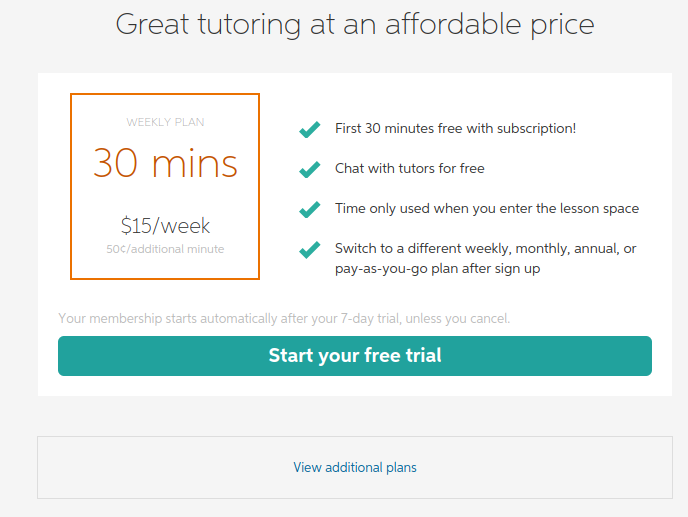 Great tutoring at an affordable price
WEEKLY PLAN
30 mins
$15/week
50¢/additional minute
First 30 minutes free with subscription!
Chat with tutors for free
Time only used when you enter the lesson space
Switch to a different weekly, monthly, annual, or
pay-as-you-go plan after sign up
Your membership starts automatically after your 7-day trial, unless you cancel.
Start your free trial
View additional plans